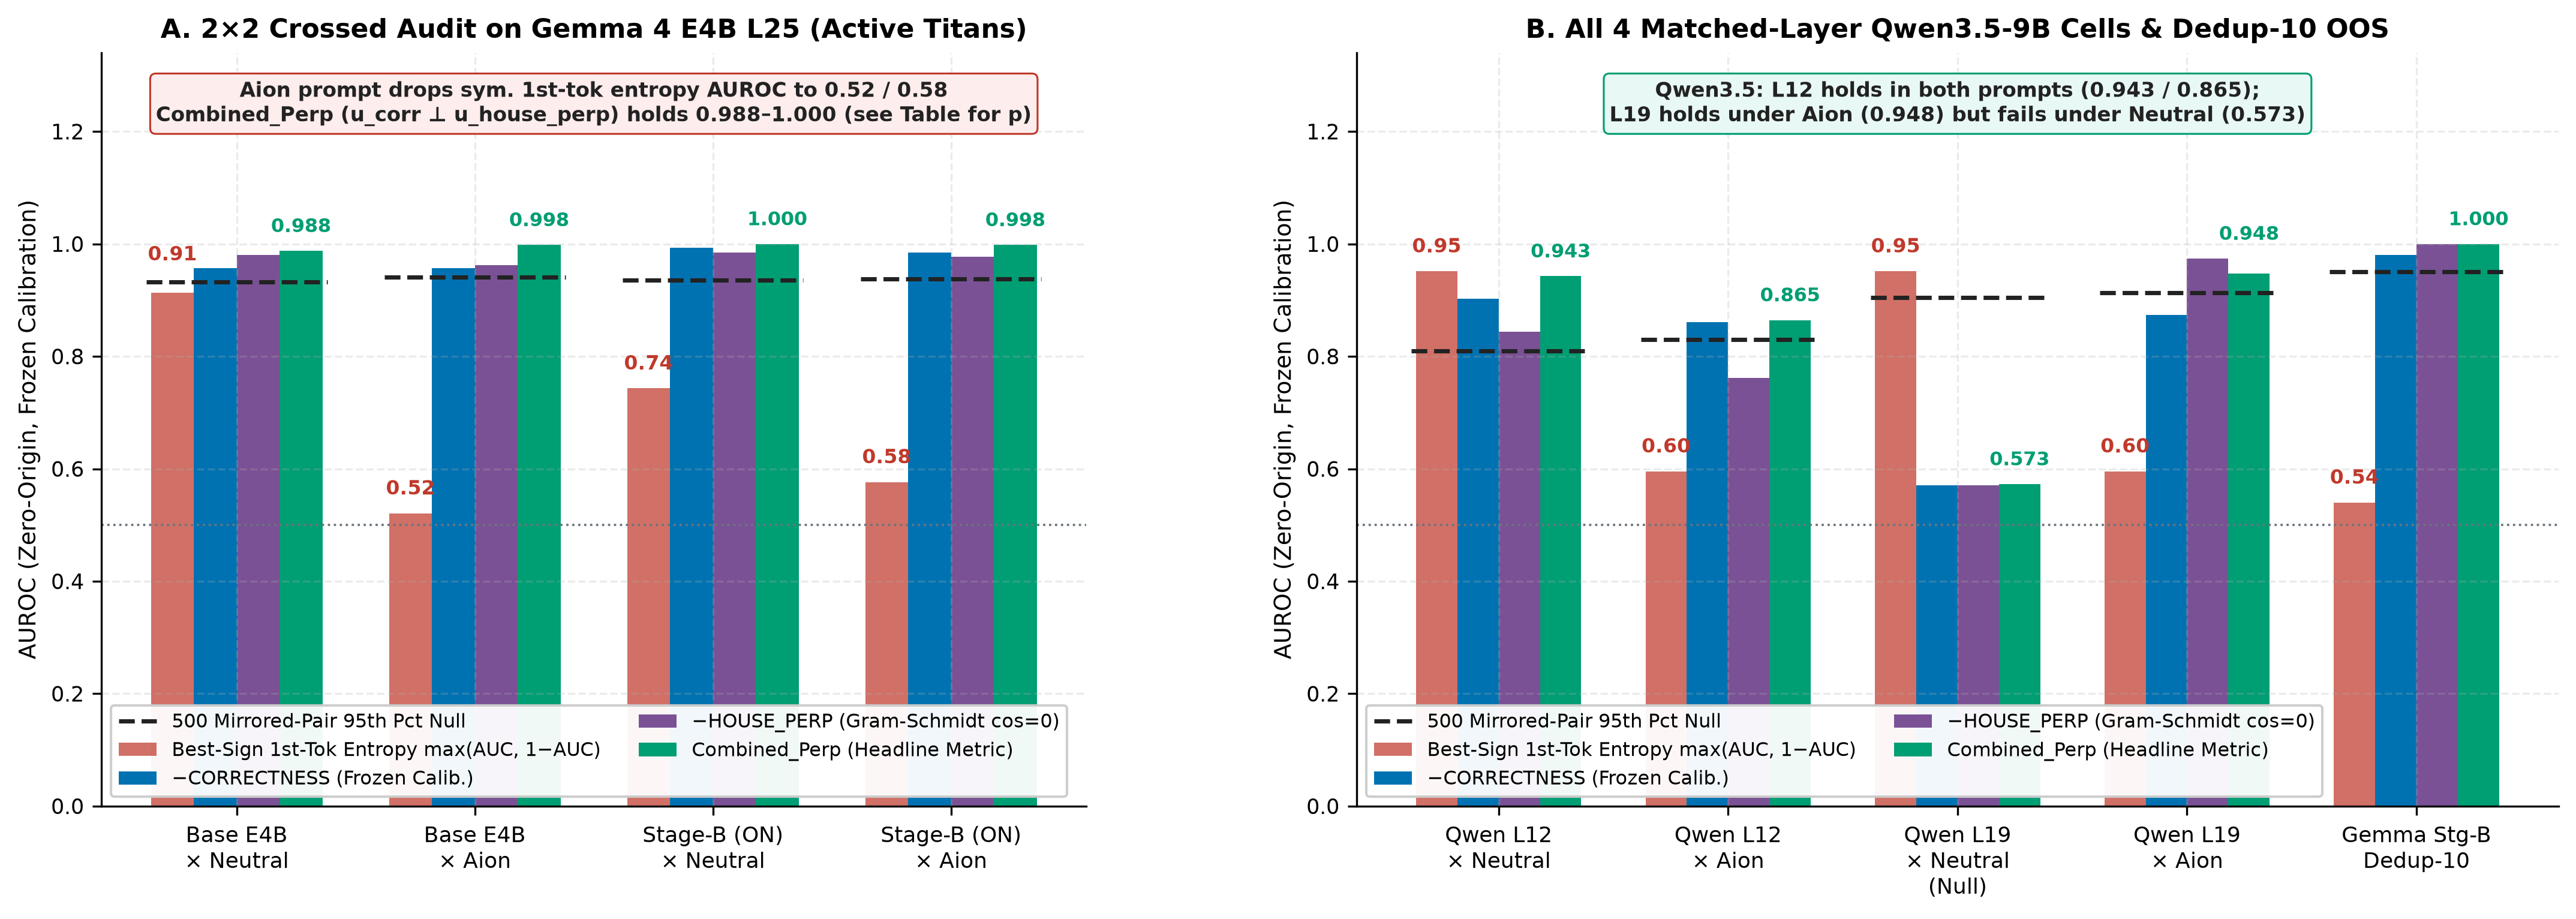 A. 2×2 Crossed Audit on Gemma 4 E4B L25 (Active Titans)
Aion prompt drops sym. 1st-tok entropy AUROC to 0.52 / 0.58
Combined_Perp (u_corr ⊥ u_house_perp) holds 0.988–1.000 (see Table for p)
AUROC (Zero-Origin, Frozen Calibration)
1.2
1.0
0.8
0.6
0.4
0.2
0.0
0.91
0.988
0.52
0.998
0.74
1.000
0.58
0.998
500 Mirrored-Pair 95th Pct Null
Best-Sign 1st-Tok Entropy max(AUC, 1−AUC)
−CORRECTNESS (Frozen Calib.)
−HOUSE_PERP (Gram-Schmidt cos=0)
Combined_Perp (Headline Metric)
Base E4B
× Neutral
Base E4B
× Aion
Stage-B (ON)
× Neutral
Stage-B (ON)
× Aion
B. All 4 Matched-Layer Qwen3.5-9B Cells & Dedup-10 OOS
Qwen3.5: L12 holds in both prompts (0.943 / 0.865);
L19 holds under Aion (0.948) but fails under Neutral (0.573)
AUROC (Zero-Origin, Frozen Calibration)
1.2
1.0
0.8
0.6
0.4
0.2
0.0
0.95
0.943
0.60
0.865
0.95
0.573
0.60
0.948
0.54
1.000
500 Mirrored-Pair 95th Pct Null
Best-Sign 1st-Tok Entropy max(AUC, 1−AUC)
−CORRECTNESS (Frozen Calib.)
−HOUSE_PERP (Gram-Schmidt cos=0)
Combined_Perp (Headline Metric)
Qwen L12
× Neutral
Qwen L12
× Aion
Qwen L19
× Neutral
(Null)
Qwen L19
× Aion
Gemma Stg-B
Dedup-10